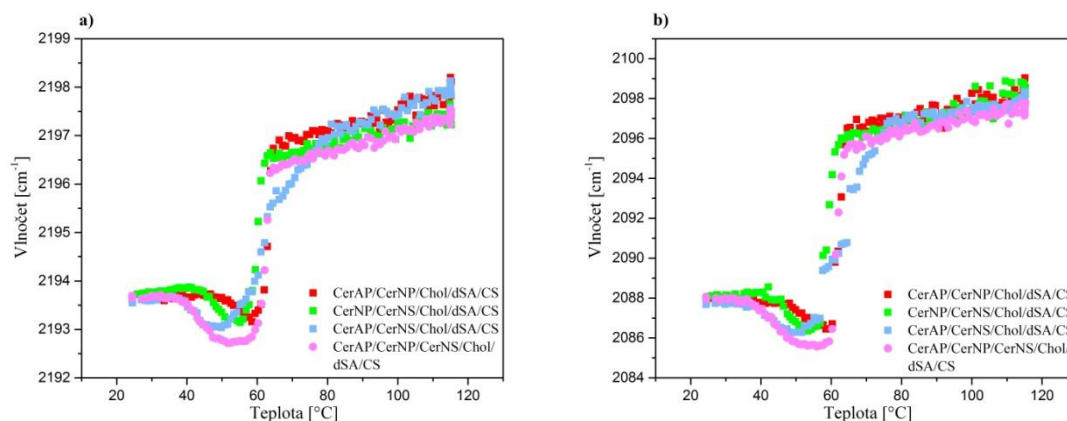 a)
2199
2198
2197
2196
2195
2194
2193
2192
Vlnočet [cm-1]
20
40
60
80
100
120
Teplota [°C]
CerAP/CerNP/Chol/dSA/CS
CerNP/CerNS/Chol/dSA/CS
CerAP/CerNS/Chol/dSA/CS
CerAP/CerNP/CerNS/Chol/
dSA/CS
b)
2100
2098
2096
2094
2092
2090
2088
2086
2084
Vlnočet [cm-1]
20
40
60
80
100
120
Teplota [°C]
CerAP/CerNP/Chol/dSA/CS
CerNP/CerNS/Chol/dSA/CS
CerAP/CerNS/Chol/dSA/CS
CerAP/CerNP/CerNS/Chol/
dSA/CS